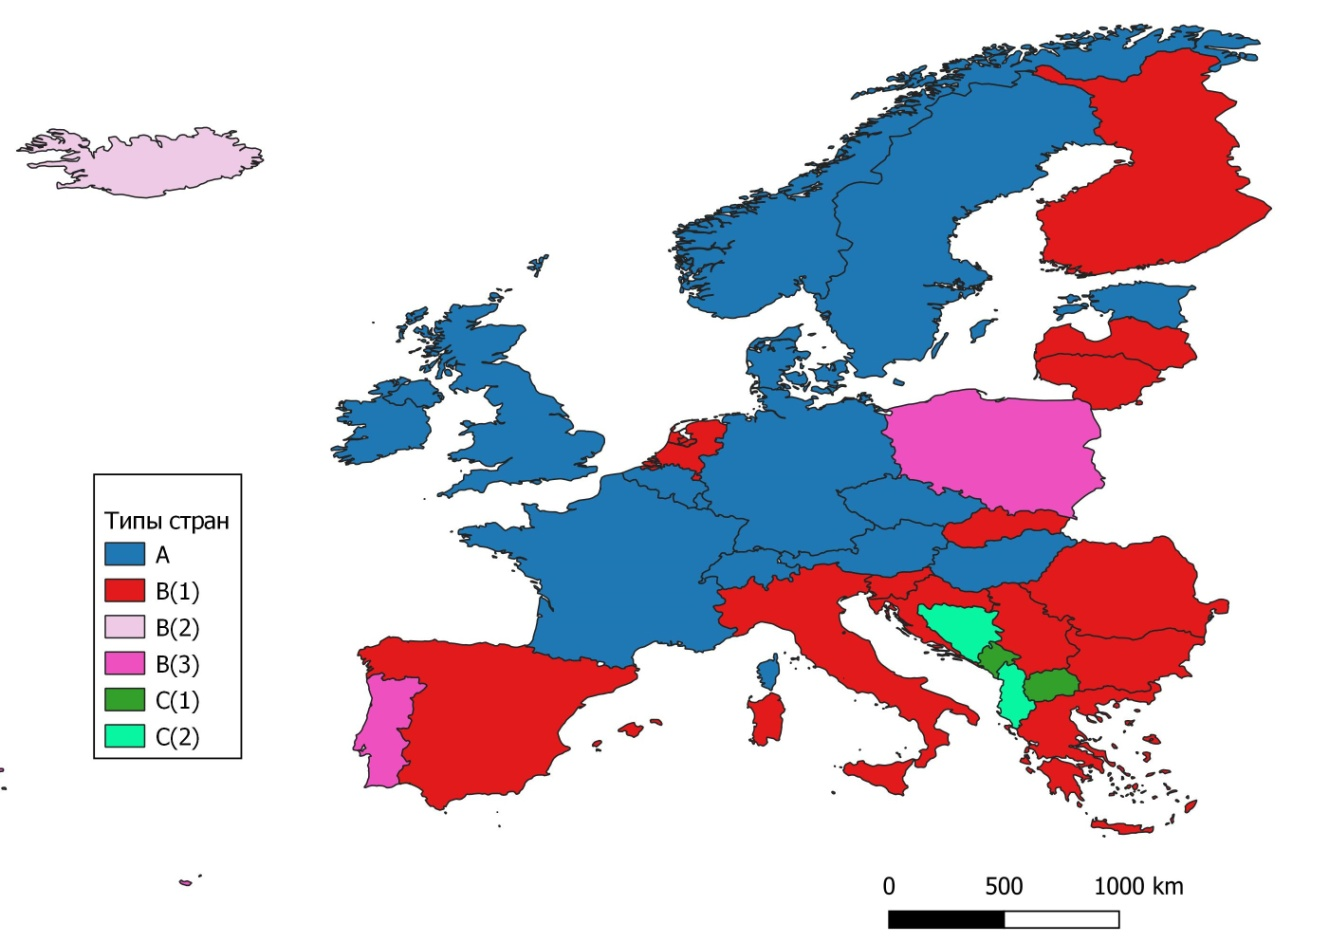 Типы стран
A
B(1)
B(2)
B(3)
C(1)
C(2)
0 500 1000 km